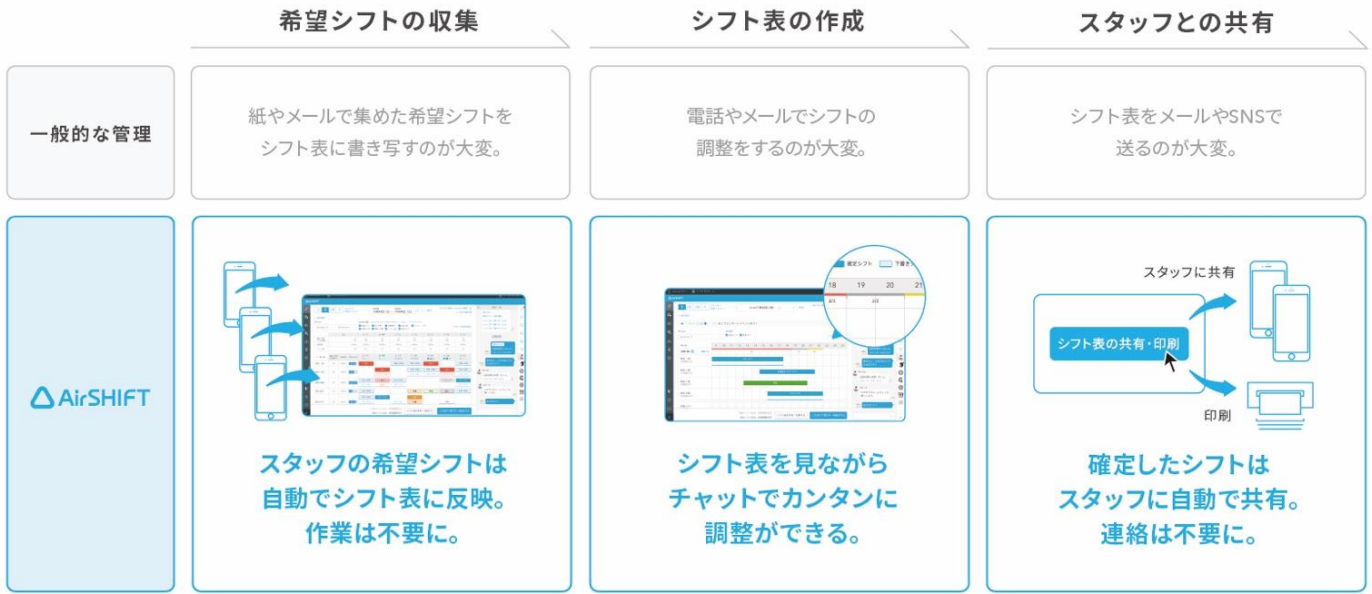 希望シフトの収集
シフト表の作成
スタッフとの共有
一般的な管理
紙やメールで集めた希望シフトを
シフト表に書き写すのが大変。
電話やメールでシフトの
調整をするのが大変。
シフト表をメールやSNSで
送るのが大変。
AirSHIFT
スタッフの希望シフトは
自動でシフト表に反映。
作業は不要に。
確定シフト
18 19 20 21
シフト表を見ながら
チャットでカンタンに
調整ができる。
スタッフに共有
シフト表の共有・印刷
印刷
確定したシフトは
スタッフに自動で共有。
連絡は不要に。